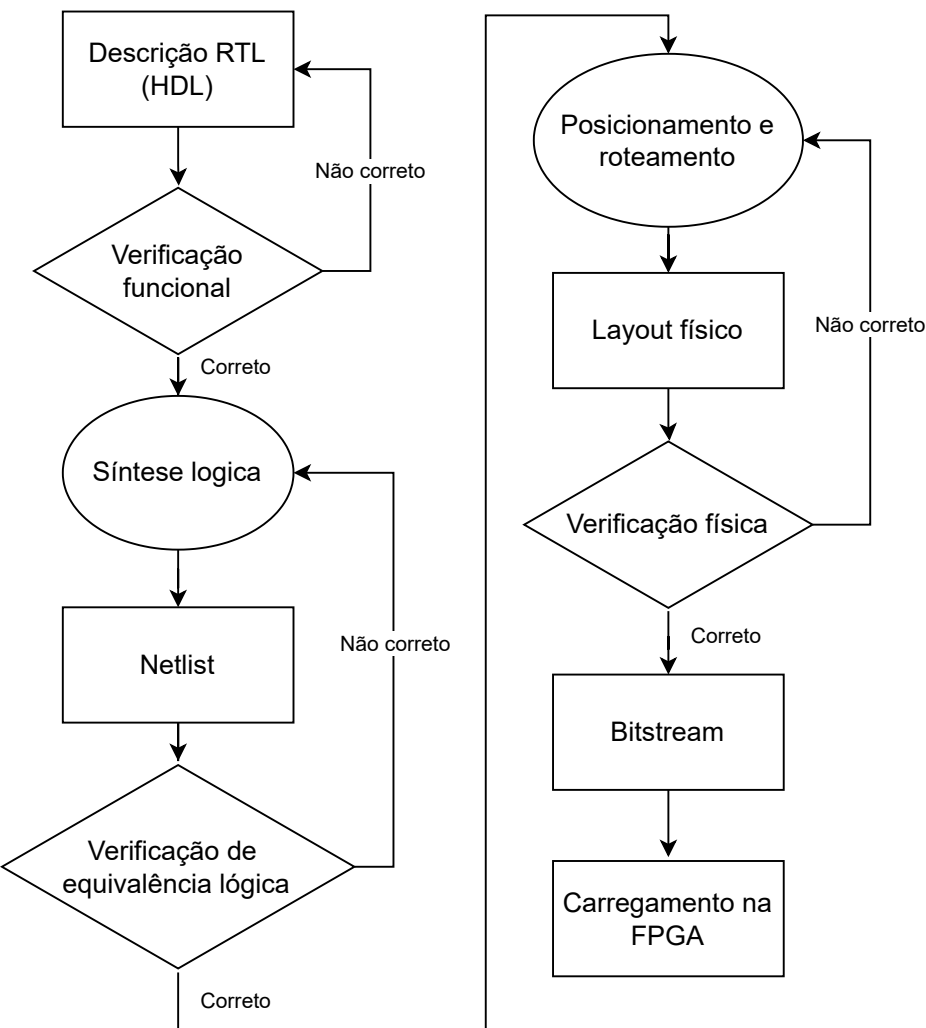 Descrição RTL
(HDL)
Não correto
Verificação
funcional
Correto
Síntese logica
Netlist
Não correto
Verificação de
equivalência lógica
Correto
Posicionamento e
roteamento
Layout físico
Não correto
Verificação física
Correto
Bitstream
Carregamento na
FPGA